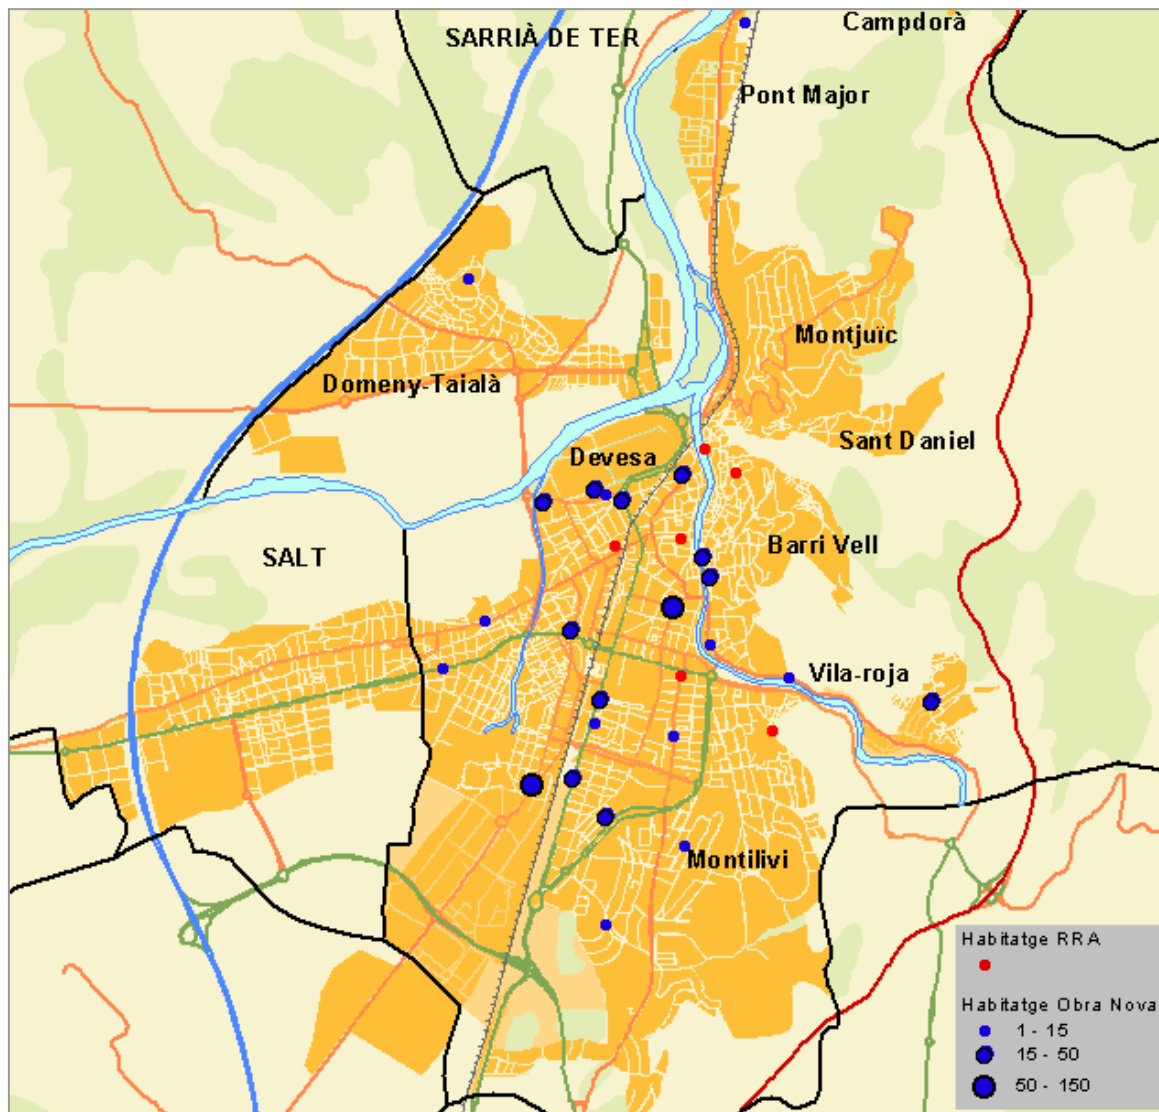 Campdorà
SARRIÀ DE TER
Pont Major
Montjuïc
Domeny-Taialà
Sant Daniel
Devesa
Barri Vell
SALT
Vila-roja
Montilivi
Habitatge RRA
Habitatge Obra Nova
1 - 15
15 - 50
50 - 150